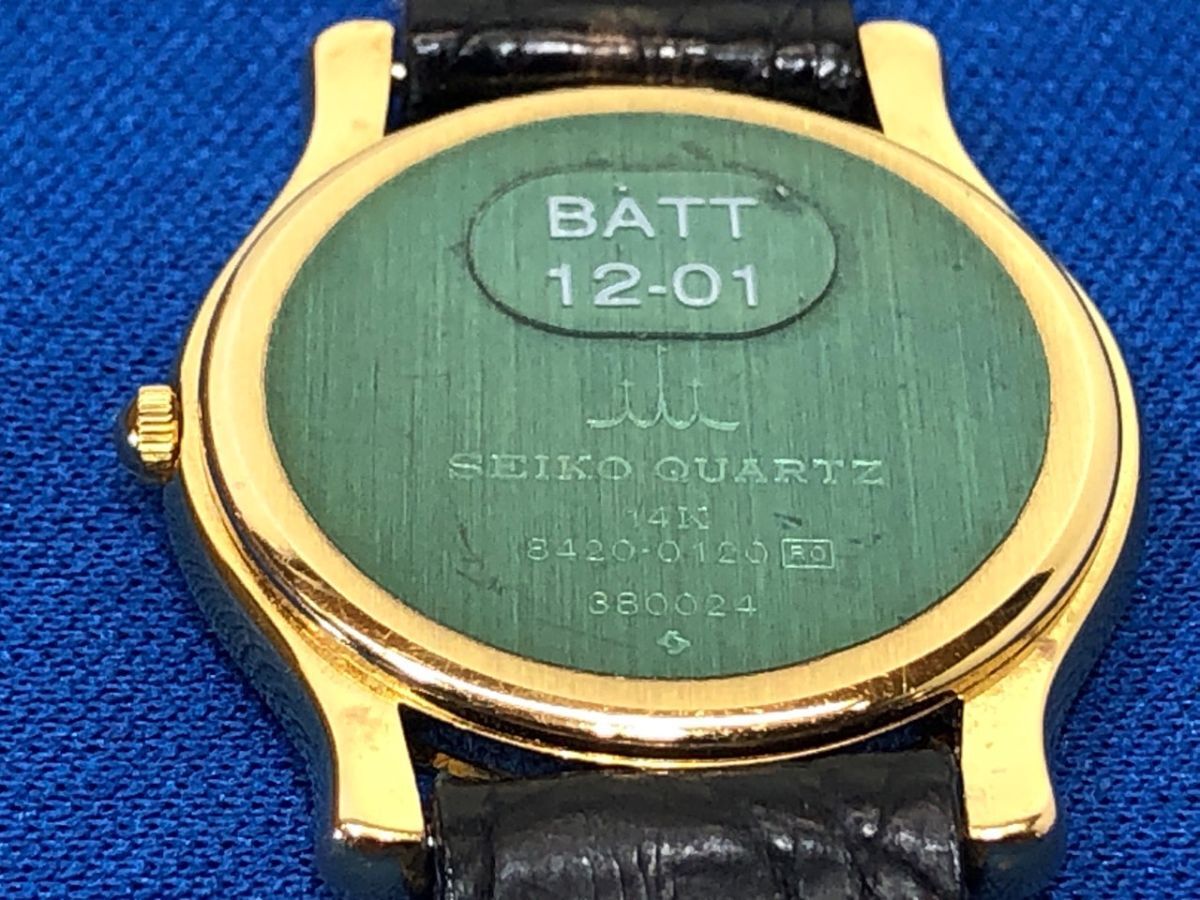 BATT
12-01
SEIKO QUARTZ
14K
8420-0120 RO
380024